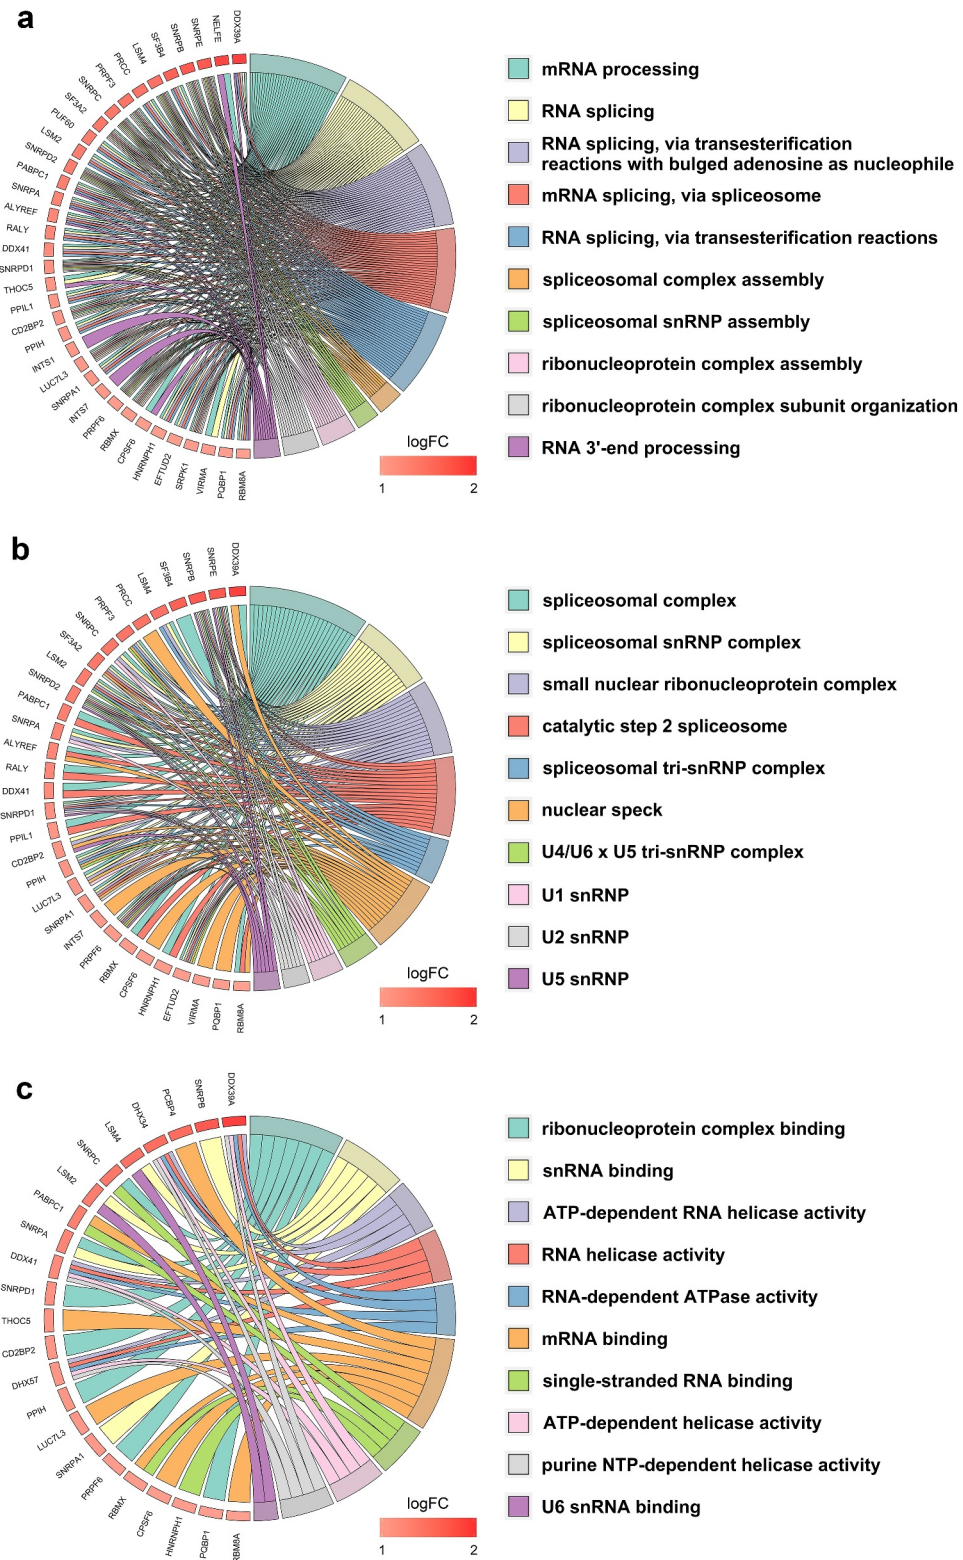 a
DDX39A
NELFE
SNRPE
SNRPB
SF3B4
LSM4
PRCC
PRPF3
SNRPC
SF3A2
PUF60
LSM2
SNRPD2
PABPC1
SNRPA
ALYREF
RALY
DDX41
SNRPD1
THOC5
PPIL1
CD2BP2
PPIH
INTS1
LUC7L3
SNRPA1
INTS7
PRPF6
RBMX
CPSF6
HNRNPH1
EFTUD2
SRPK1
VIRMA
PQBP1
RBM8A
logFC
1 2
mRNA processing
RNA splicing
RNA splicing, via transesterification
reactions with bulged adenosine as nucleophile
mRNA splicing, via spliceosome
RNA splicing, via transesterification reactions
spliceosomal complex assembly
spliceosomal snRNP assembly
ribonucleoprotein complex assembly
ribonucleoprotein complex subunit organization
RNA 3'-end processing
b
DDX39A
SNRPE
SNRPB
SF3B4
LSM4
PRCC
PRPF3
SNRPC
SF3A2
LSM2
SNRPD2
PABPC1
SNRPA
ALYREF
RALY
DDX41
SNRPD1
PPIL1
CD2BP2
PPIH
LUC7L3
SNRPA1
INTS7
PRPF6
RBMX
CPSF6
HNRNPH1
EFTUD2
VIRMA
PQBP1
RBM8A
logFC
1 2
spliceosomal complex
spliceosomal snRNP complex
small nuclear ribonucleoprotein complex
catalytic step 2 spliceosome
spliceosomal tri-snRNP complex
nuclear speck
U4/U6 x U5 tri-snRNP complex
U1 snRNP
U2 snRNP
U5 snRNP
c
DDX39A
SNRPB
PCBP4
DHX34
LSM4
SNRPC
LSM2
PABPC1
SNRPA
DDX41
SNRPD1
THOC5
CD2BP2
DHX57
PPIH
LUC7L3
SNRPA1
PRPF6
RBMX
CPSF6
HNRNPH1
PQBP1
RBM8A
logFC
1 2
ribonucleoprotein complex binding
snRNA binding
ATP-dependent RNA helicase activity
RNA helicase activity
RNA-dependent ATPase activity
mRNA binding
single-stranded RNA binding
ATP-dependent helicase activity
purine NTP-dependent helicase activity
U6 snRNA binding